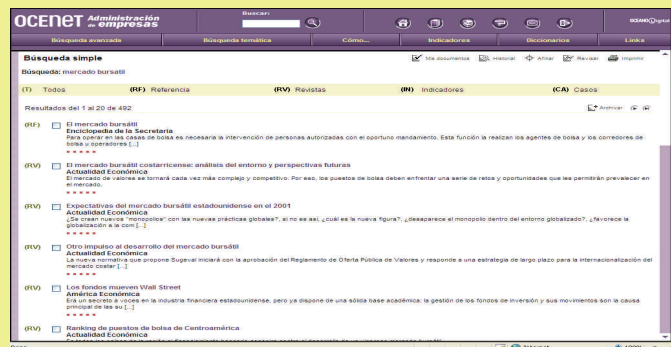 OCENET Administración de empresas
Buscar:
OCEANO Digital
Búsqueda avanzada Búsqueda temática Cómo... Indicadores Diccionarios Links
Búsqueda simple
Mis documentos Historial Afinar Revisar Imprimir
Búsqueda: mercado bursatil
(T) Todos (RF) Referencia (RV) Revistas (IN) Indicadores (CA) Casos
Resultados del 1 al 20 de 492
Archivar
(RF) El mercado bursátil
Enciclopedia de la Secretaria
Para operar en las casas de bolsa es necesaria la intervención de personas autorizadas con el oportuno mandamiento. Esta función la realizan los agentes de bolsa y los corredores de
bolsa u operadores [...]
(RV) El mercado bursátil costarricense: análisis del entorno y perspectivas futuras
Actualidad Económica
El mercado de valores se tornará cada vez más complejo y competitivo. Por eso, los puestos de bolsa deben enfrentar una serie de retos y oportunidades que les permitirán prevalecer en
el mercado.
(RV) Expectativas del mercado bursátil estadounidense en el 2001
Actualidad Económica
¿Se crean nuevos "monopolios" con las nuevas prácticas globales?, si no es así, ¿cuál es la nueva figura?, ¿desaparece el monopolio dentro del entorno globalizado?, ¿favorece la
globalización a la com [...]
(RV) Otro impulso al desarrollo del mercado bursátil
Actualidad Económica
La nueva normativa que propone Sugeval iniciará con la aprobación del Reglamento de Oferta Pública de Valores y responde a una estrategia de largo plazo para la internacionalización del
mercado costar [...]
(RV) Los fondos mueven Wall Street
América Económica
Era un secreto a voces en la industria financiera estadounidense, pero ya dispone de una sólida base académica: la gestión de los fondos de inversión y sus movimientos son la causa
principal de las su [...]
(RV) Ranking de puestos de bolsa de Centroamérica
Actualidad Económica
Internet